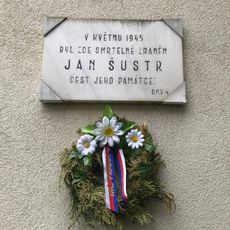 V KVĚTNU 1945
BYL ZDE SMRTELNĚ ZRANĚN
JAN ŠUSTR
ČEST JEHO PAMÁTCE!